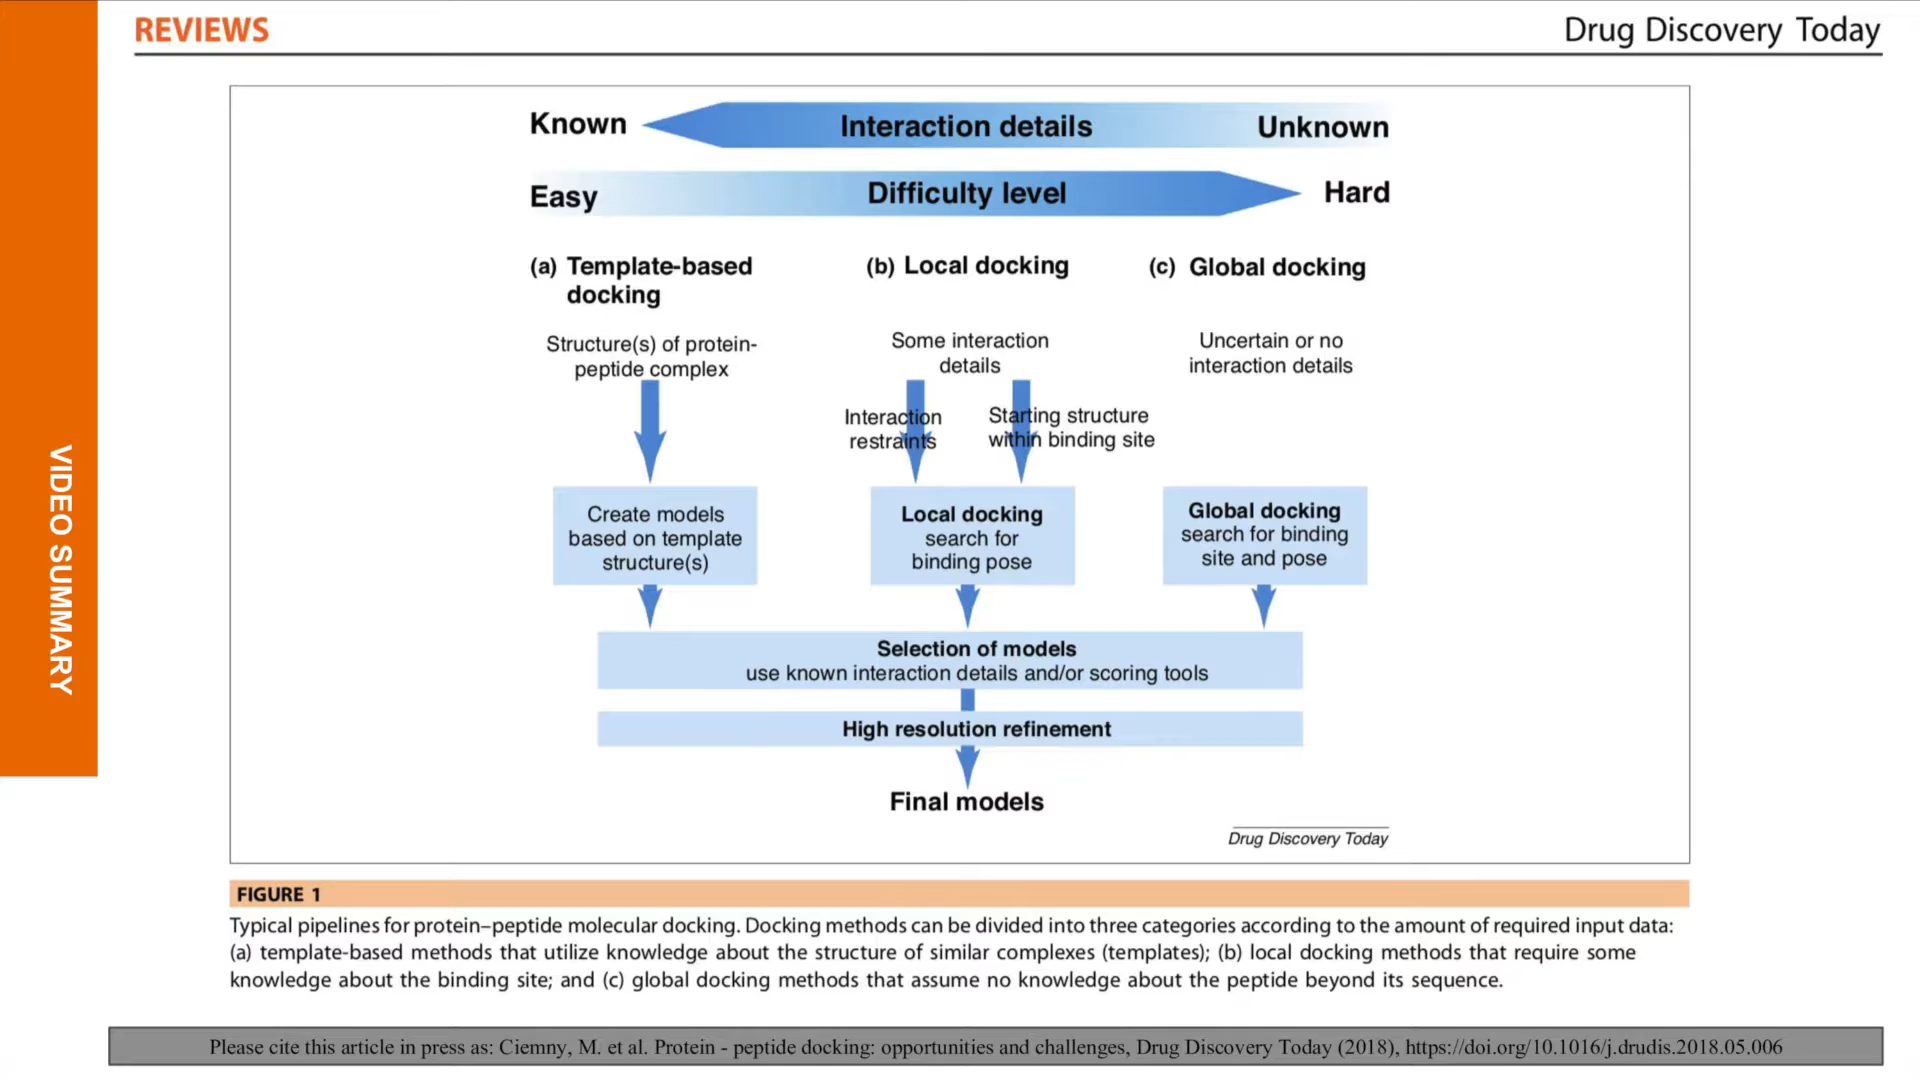 REVIEWS
Drug Discovery Today
Known
Interaction details
Unknown
Easy
Difficulty level
Hard
(a) Template-based
docking
(b) Local docking
(c) Global docking
Structure(s) of protein-
peptide complex
Some interaction
details
Uncertain or no
interaction details
Interaction
restraints
Starting structure
within binding site
Create models
based on template
structure(s)
Local docking
search for
binding pose
Global docking
search for binding
site and pose
Selection of models
use known interaction details and/or scoring tools
High resolution refinement
Final models
Drug Discovery Today
VIDEO SUMMARY
FIGURE 1
Typical pipelines for protein–peptide molecular docking. Docking methods can be divided into three categories according to the amount of required input data:
(a) template-based methods that utilize knowledge about the structure of similar complexes (templates); (b) local docking methods that require some
knowledge about the binding site; and (c) global docking methods that assume no knowledge about the peptide beyond its sequence.
Please cite this article in press as: Ciemny, M. et al. Protein - peptide docking: opportunities and challenges, Drug Discovery Today (2018), https://doi.org/10.1016/j.drudis.2018.05.006